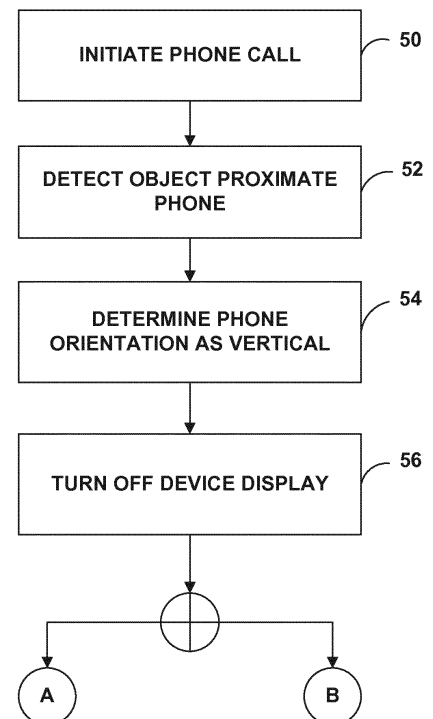 INITIATE PHONE CALL
50
DETECT OBJECT PROXIMATE
PHONE
52
DETERMINE PHONE
ORIENTATION AS VERTICAL
54
TURN OFF DEVICE DISPLAY
56
A
B